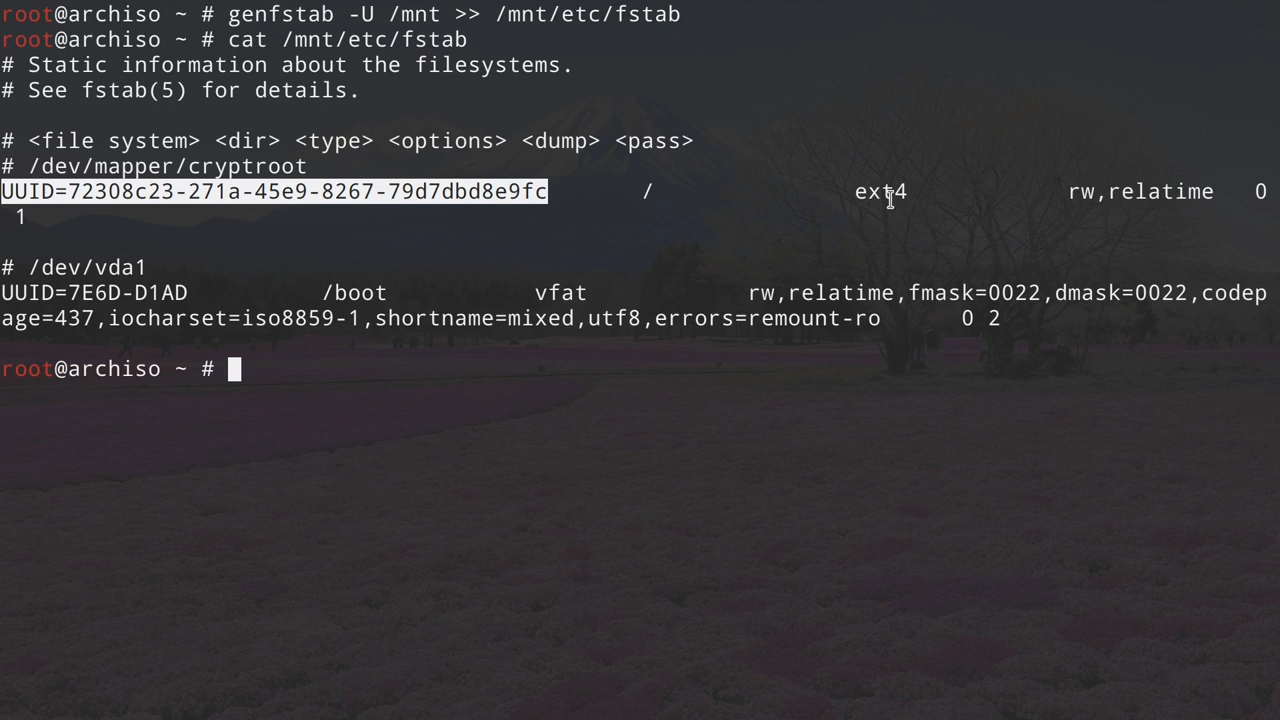 root@archiso ~ # genfstab -U /mnt >> /mnt/etc/fstab
root@archiso ~ # cat /mnt/etc/fstab
# Static information about the filesystems.
# See fstab(5) for details.
# <file system> <dir> <type> <options> <dump> <pass>
# /dev/mapper/cryptroot
UUID=72308c23-271a-45e9-8267-79d7dbd8e9fc / ext4 rw,relatime 0
1
# /dev/vda1
UUID=7E6D-D1AD /boot vfat rw,relatime,fmask=0022,dmask=0022,codep
age=437,iocharset=iso8859-1,shortname=mixed,utf8,errors=remount-ro 0 2
root@archiso ~ #